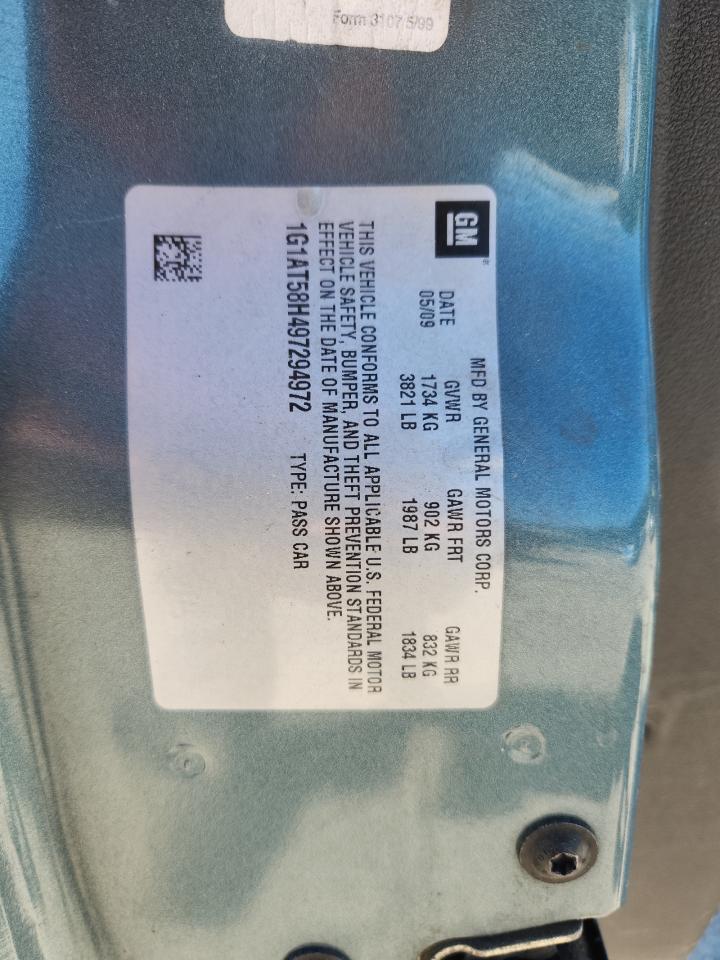 Form 3107 5/99
GM
MFD BY GENERAL MOTORS CORP.
DATE GVWR GAWR FRT GAWR RR
05/09 1734 KG 902 KG 832 KG
3821 LB 1987 LB 1834 LB
THIS VEHICLE CONFORMS TO ALL APPLICABLE U.S. FEDERAL MOTOR
VEHICLE SAFETY, BUMPER, AND THEFT PREVENTION STANDARDS IN
EFFECT ON THE DATE OF MANUFACTURE SHOWN ABOVE.
1G1AT58H497294972 TYPE: PASS CAR